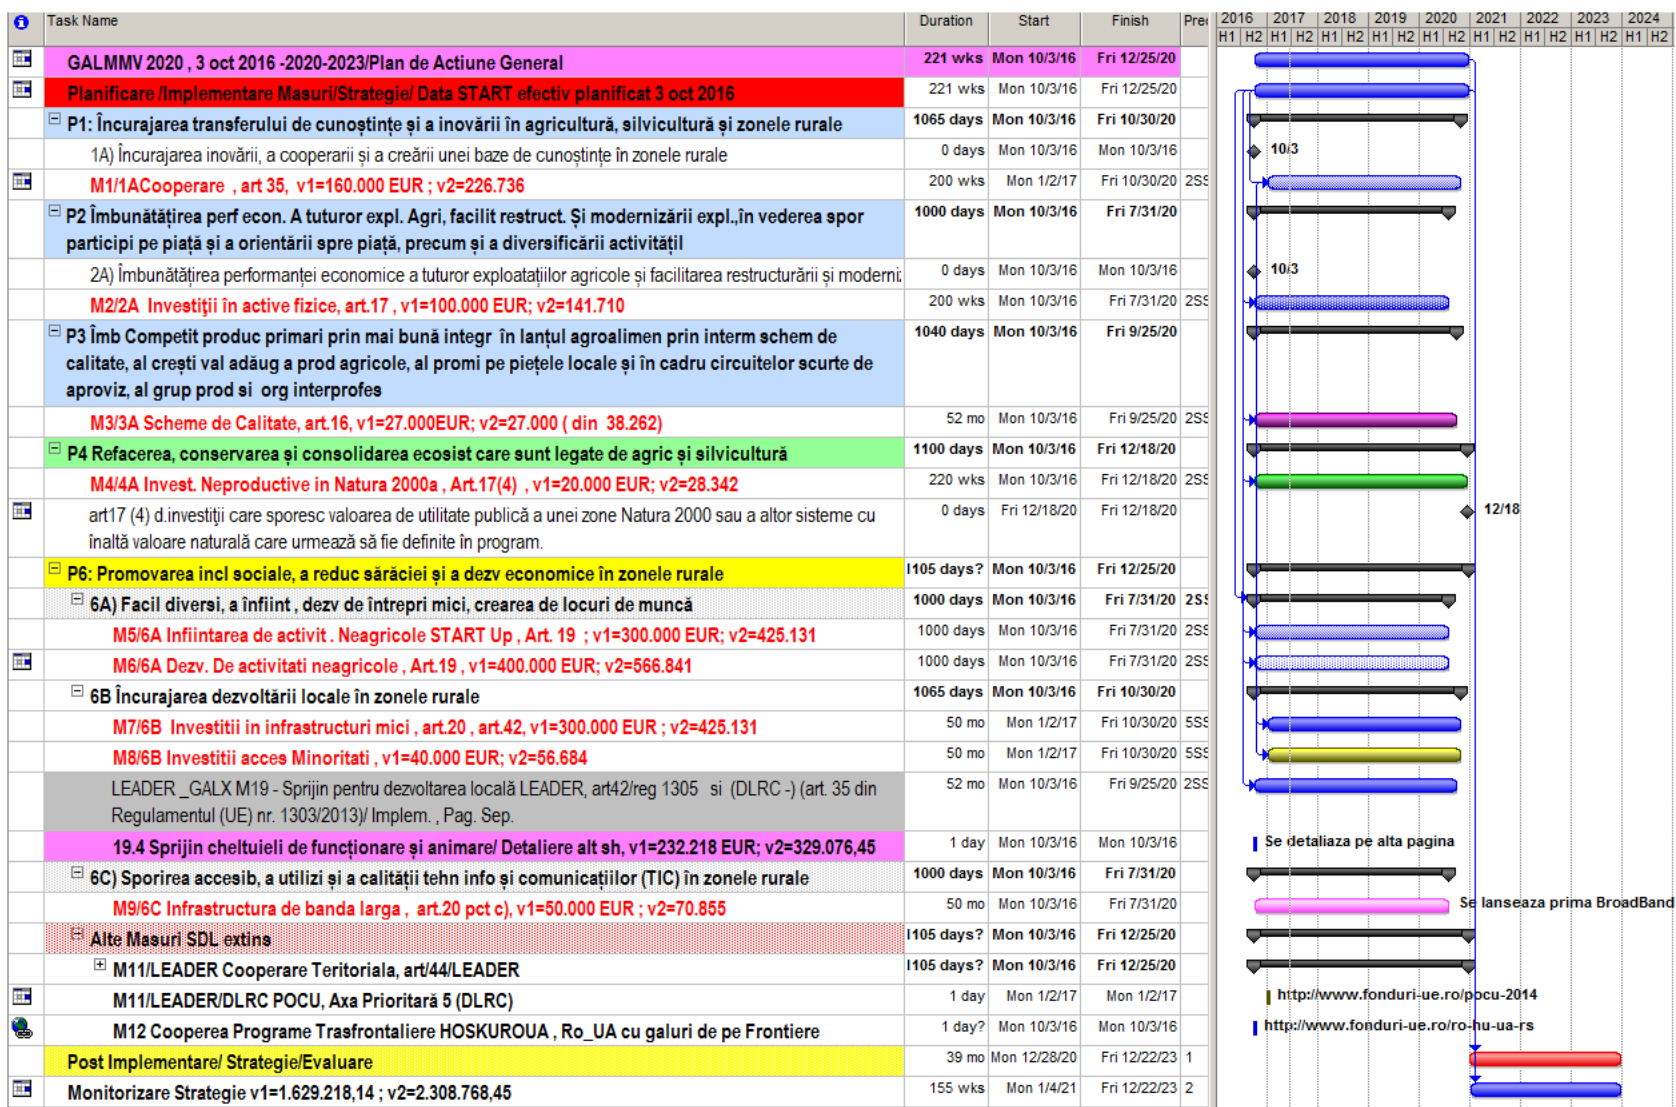 Task Name Duration Start Finish Pre 2016 2017 2018 2019 2020 2021 2022 2023 2024
H1 H2 H1 H2 H1 H2 H1 H2 H1 H2 H1 H2 H1 H2 H1 H2 H1 H2
GALMMV 2020 , 3 oct 2016 -2020-2023/Plan de Actiune General 221 wks Mon 10/3/16 Fri 12/25/20
Planificare /Implementare Masuri/Strategie/ Data START efectiv planificat 3 oct 2016 221 wks Mon 10/3/16 Fri 12/25/20
P1: Încurajarea transferului de cunoștințe și a inovării în agricultură, silvicultură și zonele rurale 1065 days Mon 10/3/16 Fri 10/30/20
1A) Încurajarea inovării, a cooperarii și a creării unei baze de cunoștințe în zonele rurale 0 days Mon 10/3/16 Mon 10/3/16 10/3
M1/1ACooperare , art 35, v1=160.000 EUR ; v2=226.736 200 wks Mon 1/2/17 Fri 10/30/20 2SS
P2 Îmbunătățirea perf econ. A tuturor expl. Agri, facilit restruct. Și modernizării expl.,în vederea spor 1000 days Mon 10/3/16 Fri 7/31/20
participi pe piață și a orientării spre piață, precum și a diversificării activității
2A) Îmbunătățirea performanței economice a tuturor exploatațiilor agricole și facilitarea restructurării și moderni 0 days Mon 10/3/16 Mon 10/3/16 10/3
M2/2A Investiții în active fizice, art.17 , v1=100.000 EUR; v2=141.710 200 wks Mon 10/3/16 Fri 7/31/20 2SS
P3 Îmb Competit produc primari prin mai bună integr în lanțul agroalimen prin interm schem de 1040 days Mon 10/3/16 Fri 9/25/20
calitate, al crești val adăug a prod agricole, al promi pe piețele locale și în cadru circuitelor scurte de
aproviz, al grup prod si org interprofes
M3/3A Scheme de Calitate, art.16, v1=27.000EUR; v2=27.000 ( din 38.262) 52 mo Mon 10/3/16 Fri 9/25/20 2SS
P4 Refacerea, conservarea și consolidarea ecosist care sunt legate de agric și silvicultură 1100 days Mon 10/3/16 Fri 12/18/20
M4/4A Invest. Neproductive in Natura 2000a , Art.17(4) , v1=20.000 EUR; v2=28.342 220 wks Mon 10/3/16 Fri 12/18/20 2SS
art17 (4) d.investiții care sporesc valoarea de utilitate publică a unei zone Natura 2000 sau a altor sisteme cu 0 days Fri 12/18/20 Fri 12/18/20 12/18
înaltă valoare naturală care urmează să fie definite în program.
P6: Promovarea incl sociale, a reduc sărăciei și a dezv economice în zonele rurale 1105 days? Mon 10/3/16 Fri 12/25/20
6A) Facil diversi, a înființ , dezv de întrepri mici, crearea de locuri de muncă 1000 days Mon 10/3/16 Fri 7/31/20 2SS
M5/6A Infiintarea de activit . Neagricole START Up , Art. 19 ; v1=300.000 EUR; v2=425.131 1000 days Mon 10/3/16 Fri 7/31/20 2SS
M6/6A Dezv. De activitati neagricole , Art.19 , v1=400.000 EUR; v2=566.841 1000 days Mon 10/3/16 Fri 7/31/20 2SS
6B Încurajarea dezvoltării locale în zonele rurale 1065 days Mon 10/3/16 Fri 10/30/20
M7/6B Investitii in infrastructuri mici , art.20 , art.42, v1=300.000 EUR ; v2=425.131 50 mo Mon 1/2/17 Fri 10/30/20 5SS
M8/6B Investitii acces Minoritati , v1=40.000 EUR; v2=56.684 50 mo Mon 1/2/17 Fri 10/30/20 5SS
LEADER _GALX M19 - Sprijin pentru dezvoltarea locală LEADER, art42/reg 1305 si (DLRC -) (art. 35 din 52 mo Mon 10/3/16 Fri 9/25/20 2SS
Regulamentul (UE) nr. 1303/2013)/ Implem. , Pag. Sep.
19.4 Sprijin cheltuieli de funcționare și animare/ Detaliere alt sh, v1=232.218 EUR; v2=329.076,45 1 day Mon 10/3/16 Mon 10/3/16 Se detaliaza pe alta pagina
6C) Sporirea accesib, a utilizi și a calității tehn info și comunicațiilor (TIC) în zonele rurale 1000 days Mon 10/3/16 Fri 7/31/20
M9/6C Infrastructura de banda larga , art.20 pct c), v1=50.000 EUR ; v2=70.855 50 mo Mon 10/3/16 Fri 7/31/20 Se lanseaza prima BroadBand
Alte Masuri SDL extins 1105 days? Mon 10/3/16 Fri 12/25/20
M11/LEADER Cooperare Teritoriala, art/44/LEADER 1105 days? Mon 10/3/16 Fri 12/25/20
M11/LEADER/DLRC POCU, Axa Prioritară 5 (DLRC) 1 day Mon 1/2/17 Mon 1/2/17 http://www.fonduri-ue.ro/pocu-2014
M12 Cooperea Programe Trasfrontaliere HOSKUROUA , Ro_UA cu galuri de pe Frontiere 1 day? Mon 10/3/16 Mon 10/3/16 http://www.fonduri-ue.ro/ro-hu-ua-rs
Post Implementare/ Strategie/Evaluare 39 mo Mon 12/28/20 Fri 12/22/23 1
Monitorizare Strategie v1=1.629.218,14 ; v2=2.308.768,45 155 wks Mon 1/4/21 Fri 12/22/23 2